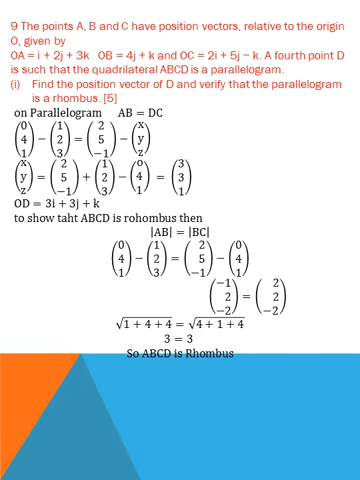 9 The points A, B and C have position vectors, relative to the origin
O, given by
OA = i + 2j + 3k   OB = 4j + k and OC = 2i + 5j − k. A fourth point D
is such that the quadrilateral ABCD is a parallelogram.
(i) Find the position vector of D and verify that the parallelogram
is a rhombus. [5]
on Parallelogram   AB = DC
(0 4 1) − (1 2 3) = (2 5 −1) − (x y z)
(x y z) = (2 5 −1) + (1 2 3) − (0 4 1) = (3 3 1)
OD = 3i + 3j + k
to show taht ABCD is rohombus then
|AB| = |BC|
(0 4 1) − (1 2 3) = (2 5 −1) − (0 4 1)
(−1 2 −2) = (2 2 −2)
√1 + 4 + 4 = √4 + 1 + 4
3 = 3
So ABCD is Rhombus